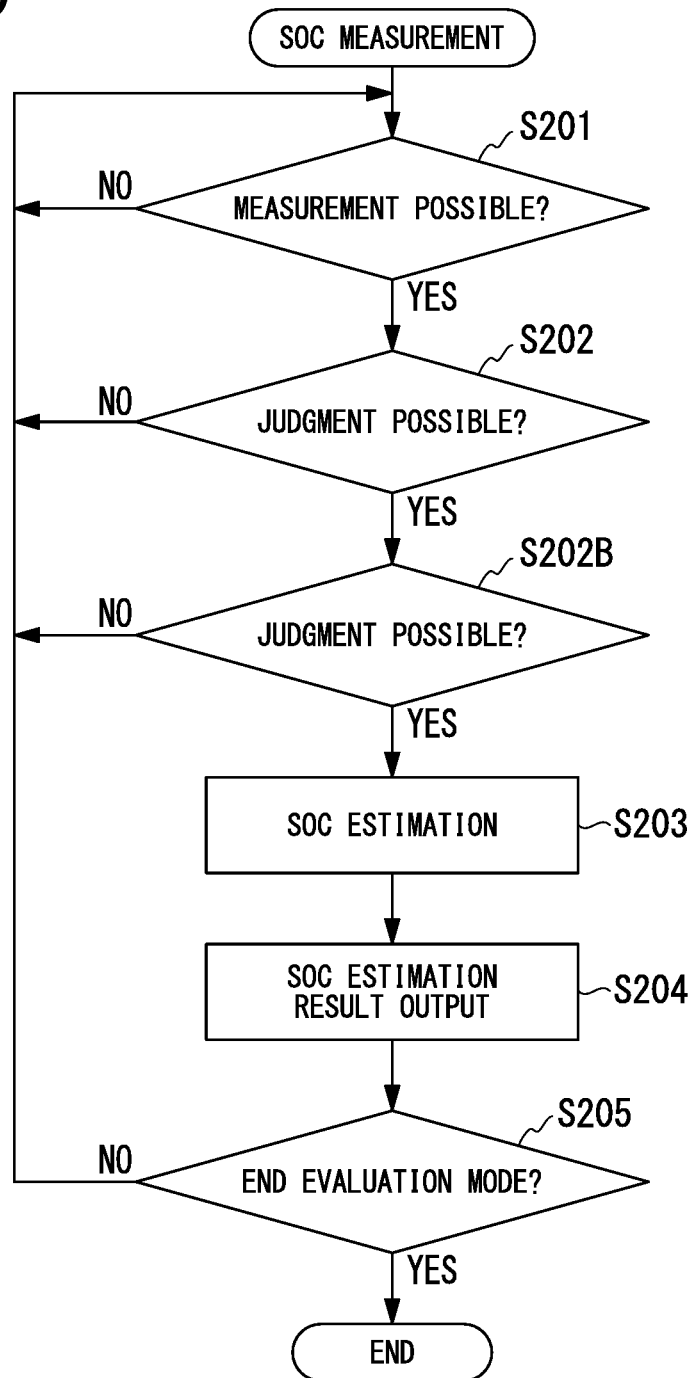 SOC MEASUREMENT
S201
NO
MEASUREMENT POSSIBLE?
YES
S202
NO
JUDGMENT POSSIBLE?
YES
S202B
NO
JUDGMENT POSSIBLE?
YES
SOC ESTIMATION
S203
SOC ESTIMATION
RESULT OUTPUT
S204
S205
NO
END EVALUATION MODE?
YES
END